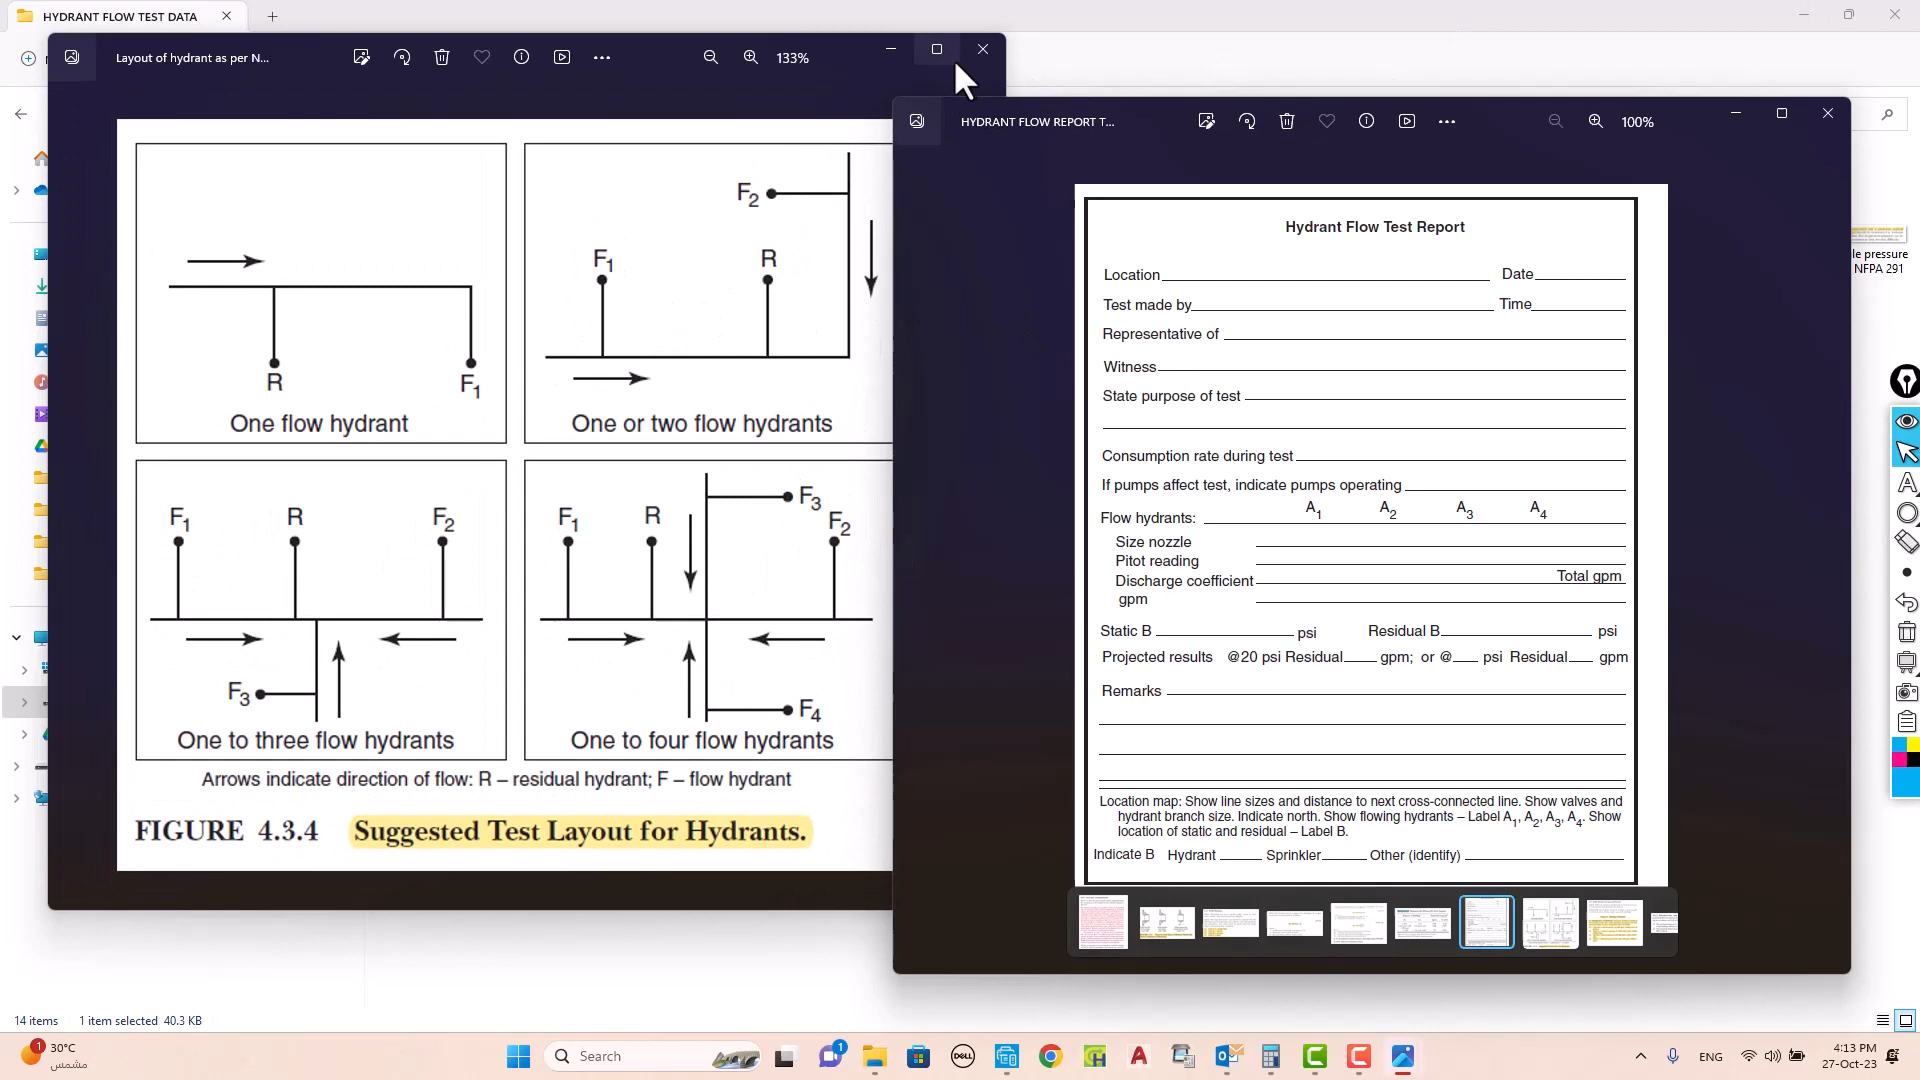 HYDRANT FLOW TEST DATA
Layout of hydrant as per N...
133%
F2
F1
R
R
F1
One flow hydrant
One or two flow hydrants
F1
R
F2
F3
One to three flow hydrants
F1
R
F3
F2
F4
One to four flow hydrants
Arrows indicate direction of flow: R – residual hydrant; F – flow hydrant
FIGURE 4.3.4 Suggested Test Layout for Hydrants.
HYDRANT FLOW REPORT T...
100%
Hydrant Flow Test Report
Location Date
Test made by Time
Representative of
Witness
State purpose of test
Consumption rate during test
If pumps affect test, indicate pumps operating
Flow hydrants: A1 A2 A3 A4
Size nozzle
Pitot reading
Discharge coefficient Total gpm
gpm
Static B psi Residual B psi
Projected results @20 psi Residual gpm; or @ psi Residual gpm
Remarks
Location map: Show line sizes and distance to next cross-connected line. Show valves and
hydrant branch size. Indicate north. Show flowing hydrants – Label A1, A2, A3, A4. Show
location of static and residual – Label B.
Indicate B Hydrant Sprinkler Other (identify)
le pressure
NFPA 291
14 items 1 item selected 40.3 KB
1
30°C
مشمس
Search
1
DELL
ENG
4:13 PM
27-Oct-23